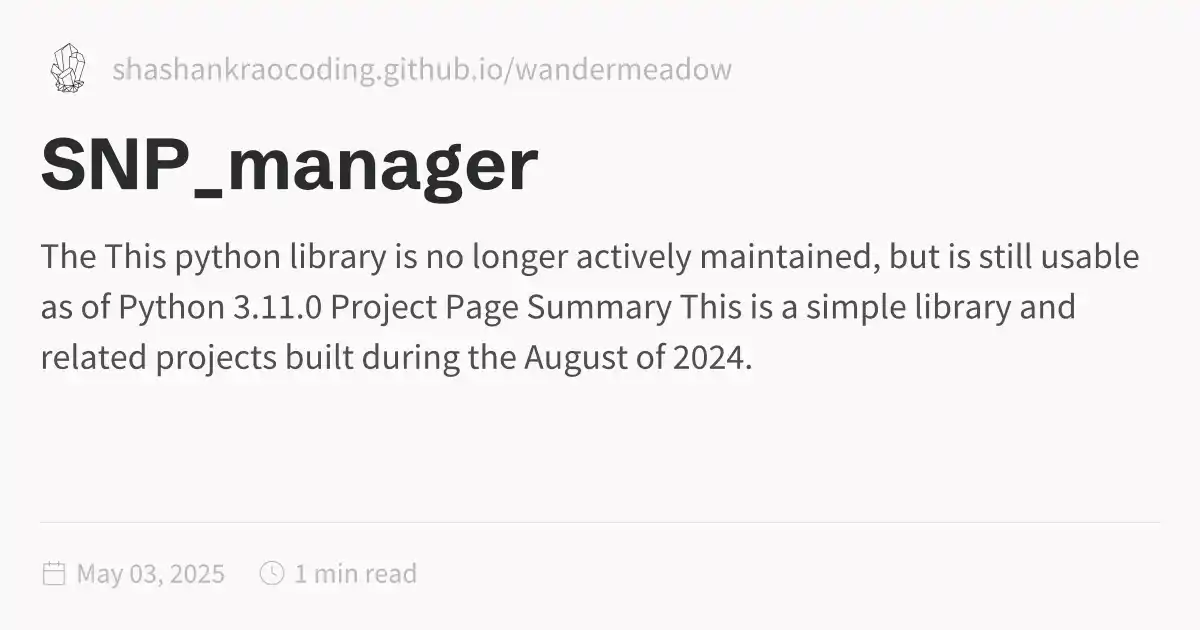 shashankraocoding.github.io/wandermeadow
SNP_manager
The This python library is no longer actively maintained, but is still usable
as of Python 3.11.0 Project Page Summary This is a simple library and
related projects built during the August of 2024.
May 03, 2025 1 min read